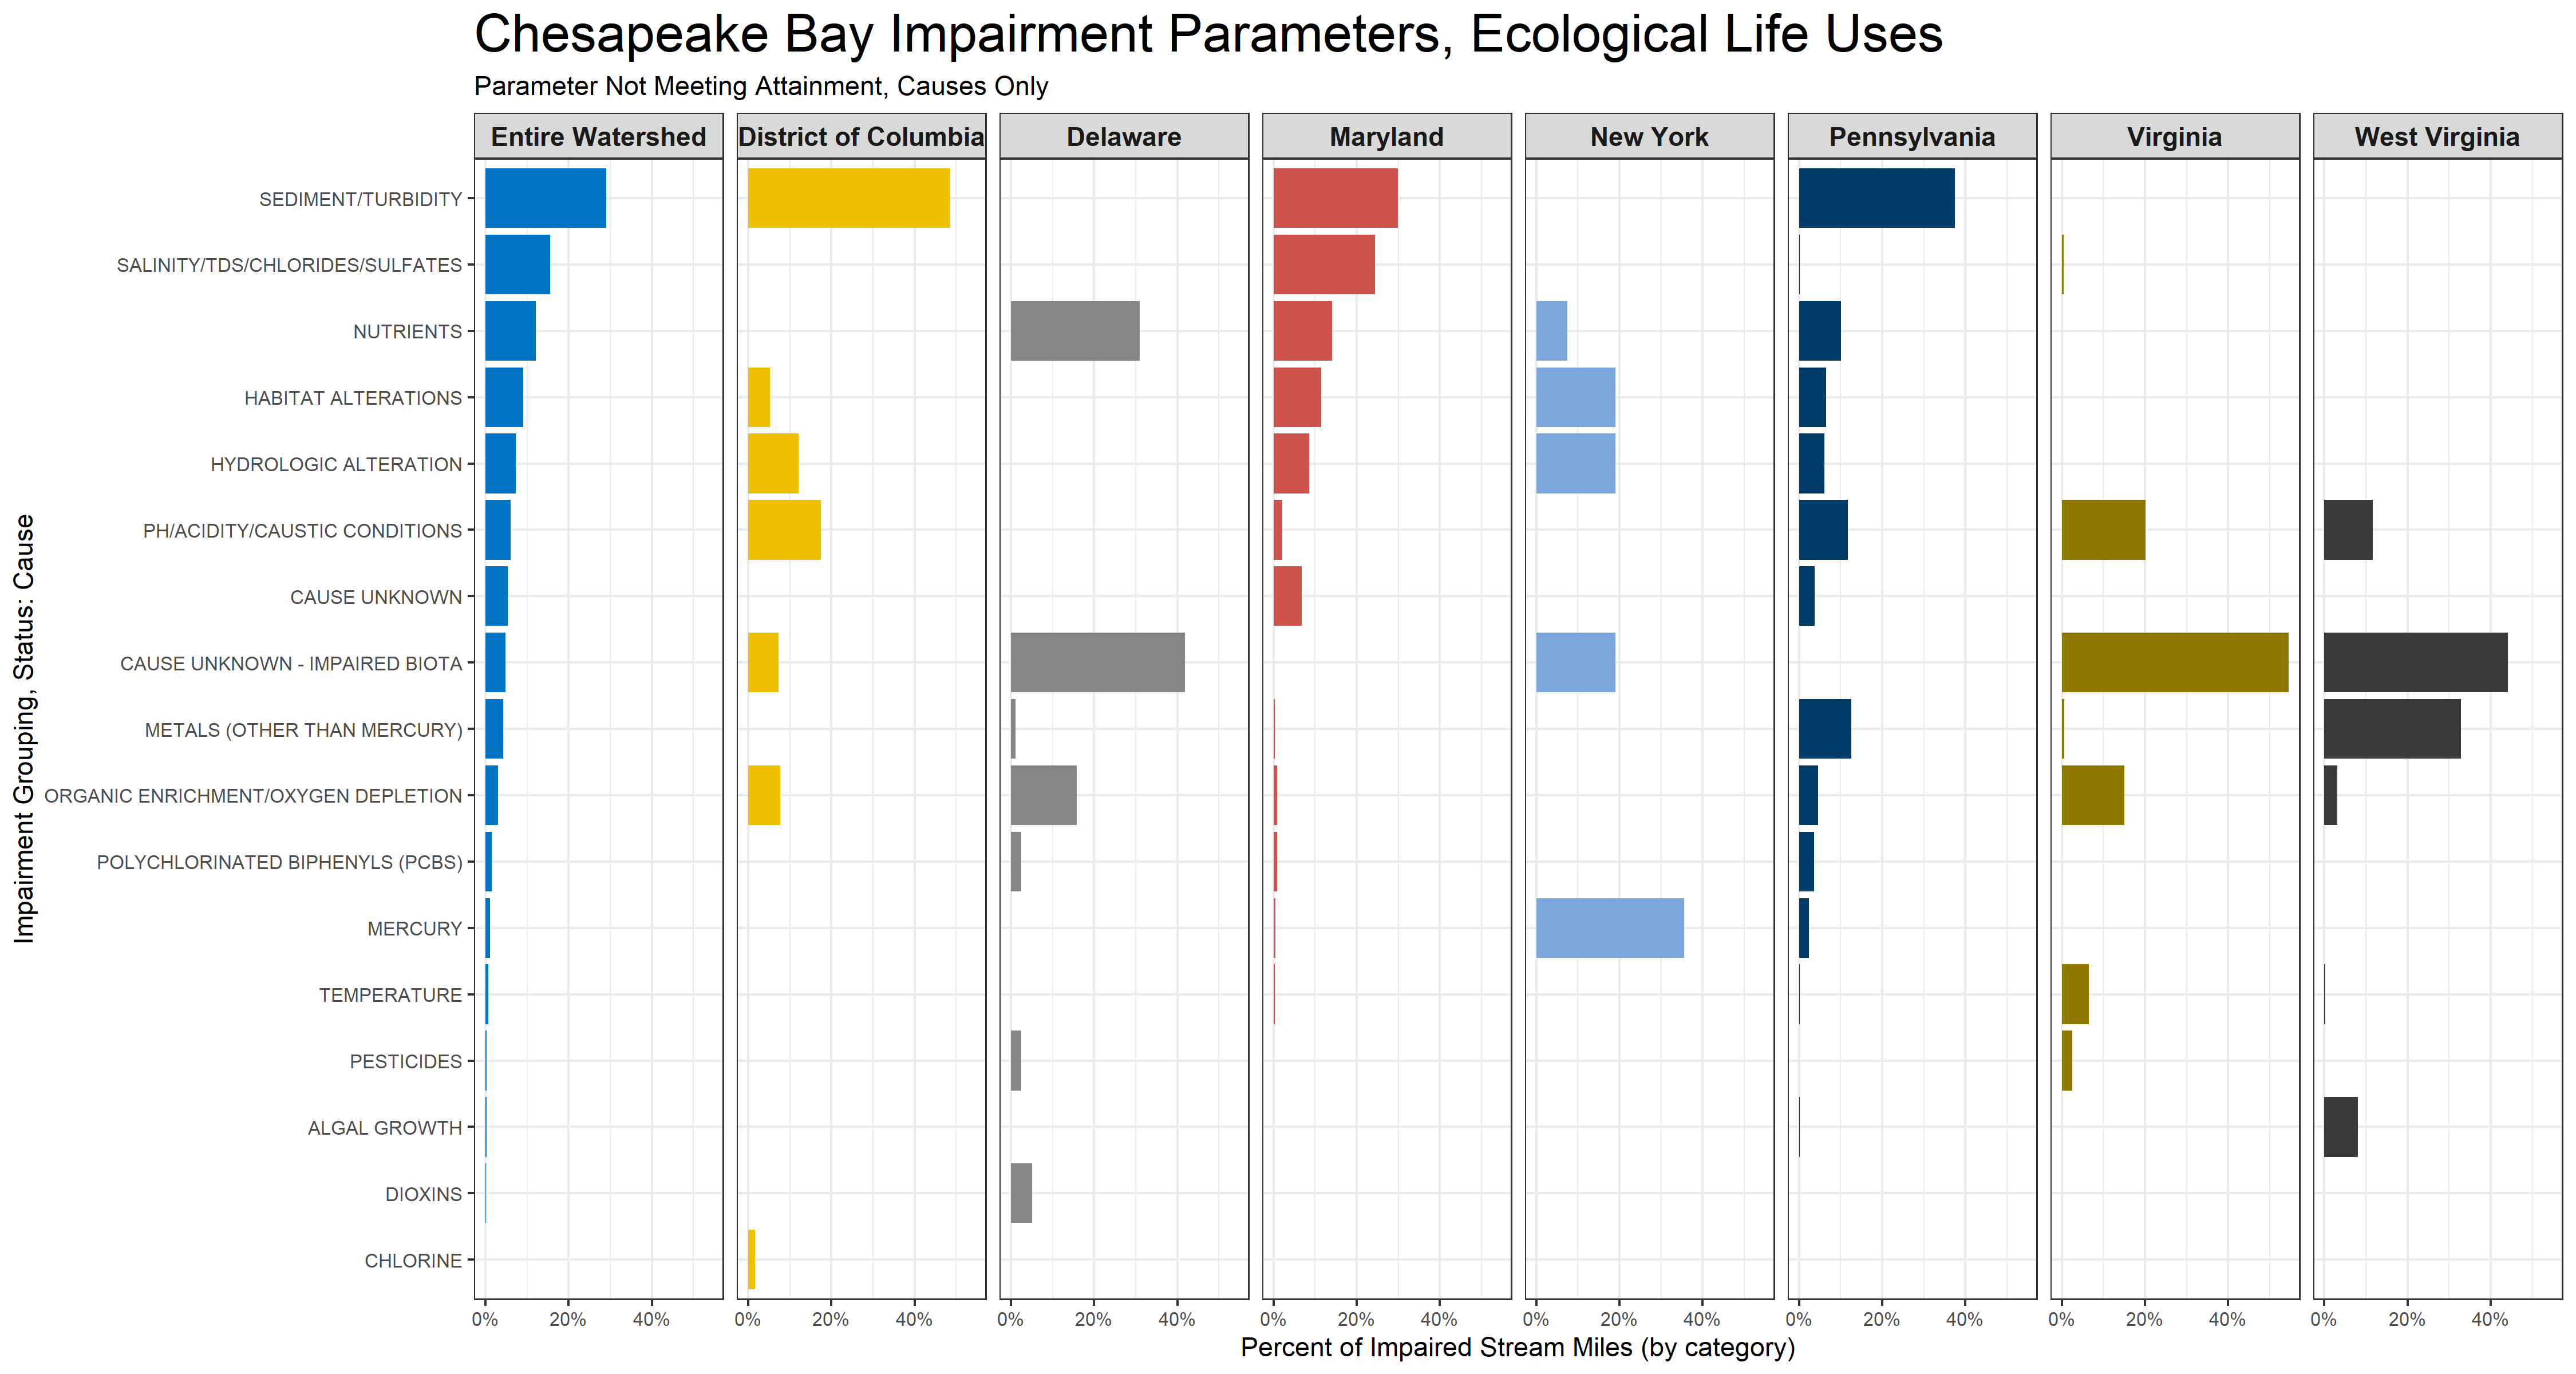 Chesapeake Bay Impairment Parameters, Ecological Life Uses
Parameter Not Meeting Attainment, Causes Only
Entire Watershed District of Columbia Delaware Maryland New York Pennsylvania Virginia West Virginia
Impairment Grouping, Status: Cause
SEDIMENT/TURBIDITY
SALINITY/TDS/CHLORIDES/SULFATES
NUTRIENTS
HABITAT ALTERATIONS
HYDROLOGIC ALTERATION
PH/ACIDITY/CAUSTIC CONDITIONS
CAUSE UNKNOWN
CAUSE UNKNOWN - IMPAIRED BIOTA
METALS (OTHER THAN MERCURY)
ORGANIC ENRICHMENT/OXYGEN DEPLETION
POLYCHLORINATED BIPHENYLS (PCBS)
MERCURY
TEMPERATURE
PESTICIDES
ALGAL GROWTH
DIOXINS
CHLORINE
0% 20% 40% 0% 20% 40% 0% 20% 40% 0% 20% 40% 0% 20% 40% 0% 20% 40% 0% 20% 40% 0% 20% 40%
Percent of Impaired Stream Miles (by category)